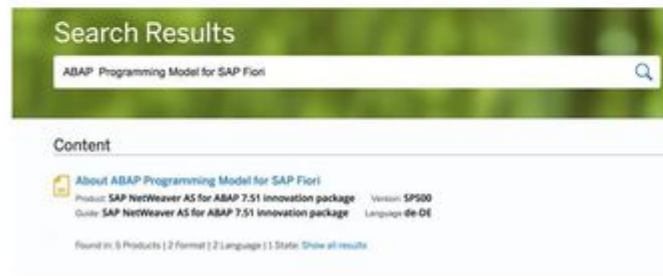 Search Results
ABAP Programming Model for SAP Fiori
Content
About ABAP Programming Model for SAP Fiori
Product: SAP NetWeaver AS for ABAP 7.51 innovation package Version: SPS00
Guide: SAP NetWeaver AS for ABAP 7.51 innovation package Language de-DE
Found in: 5 Products | 2 Format | 2 Language | 1 State: Show all results